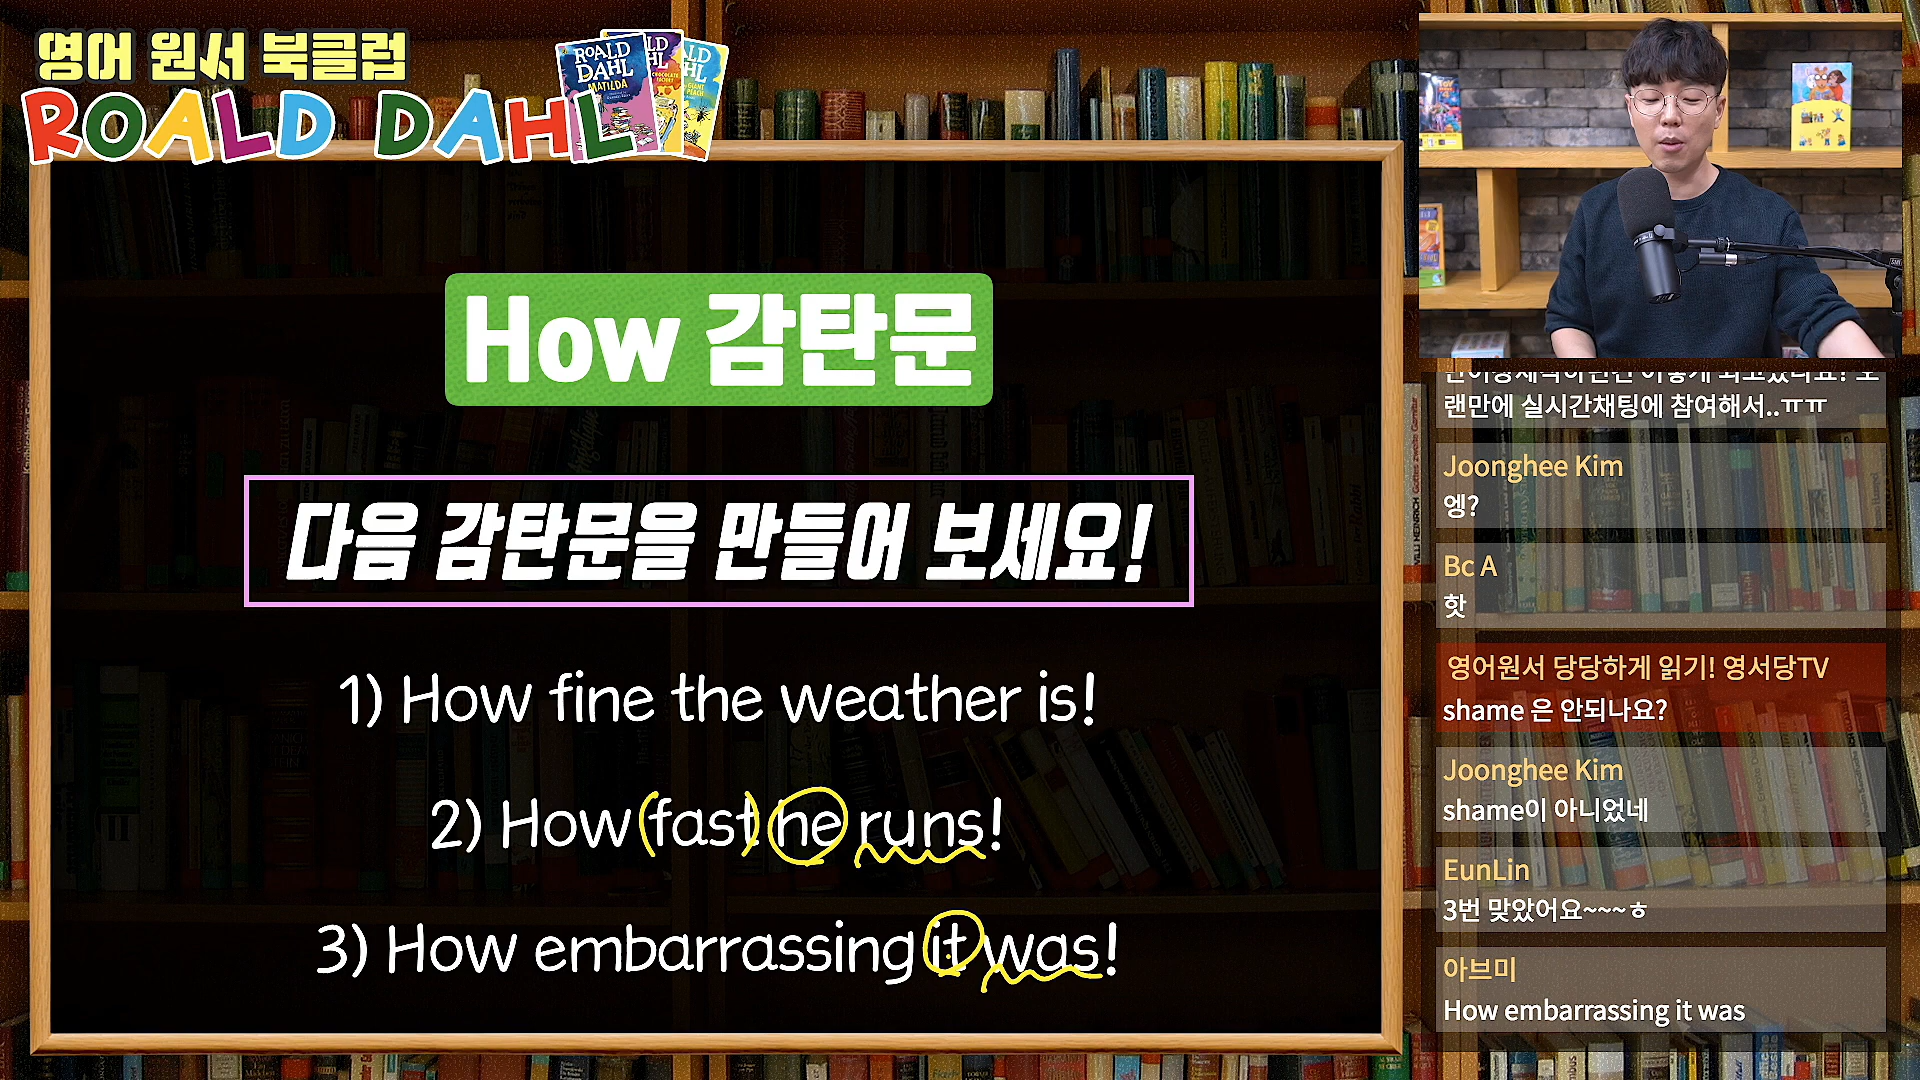 영어 원서 북클럽
ROALD DAHL
ROALD
DAHL
MATILDA
How 감탄문
다음 감탄문을 만들어 보세요!
1) How fine the weather is!
2) How (fast) he runs!
3) How embarrassing it was!
랜만에 실시간채팅에 참여해서..ㅠㅠ
Joonghee Kim
엥?
Bc A
핫
영어원서 당당하게 읽기! 영서당TV
shame 은 안되나요?
Joonghee Kim
shame이 아니었네
EunLin
3번 맞았어요~~~ㅎ
아브미
How embarrassing it was